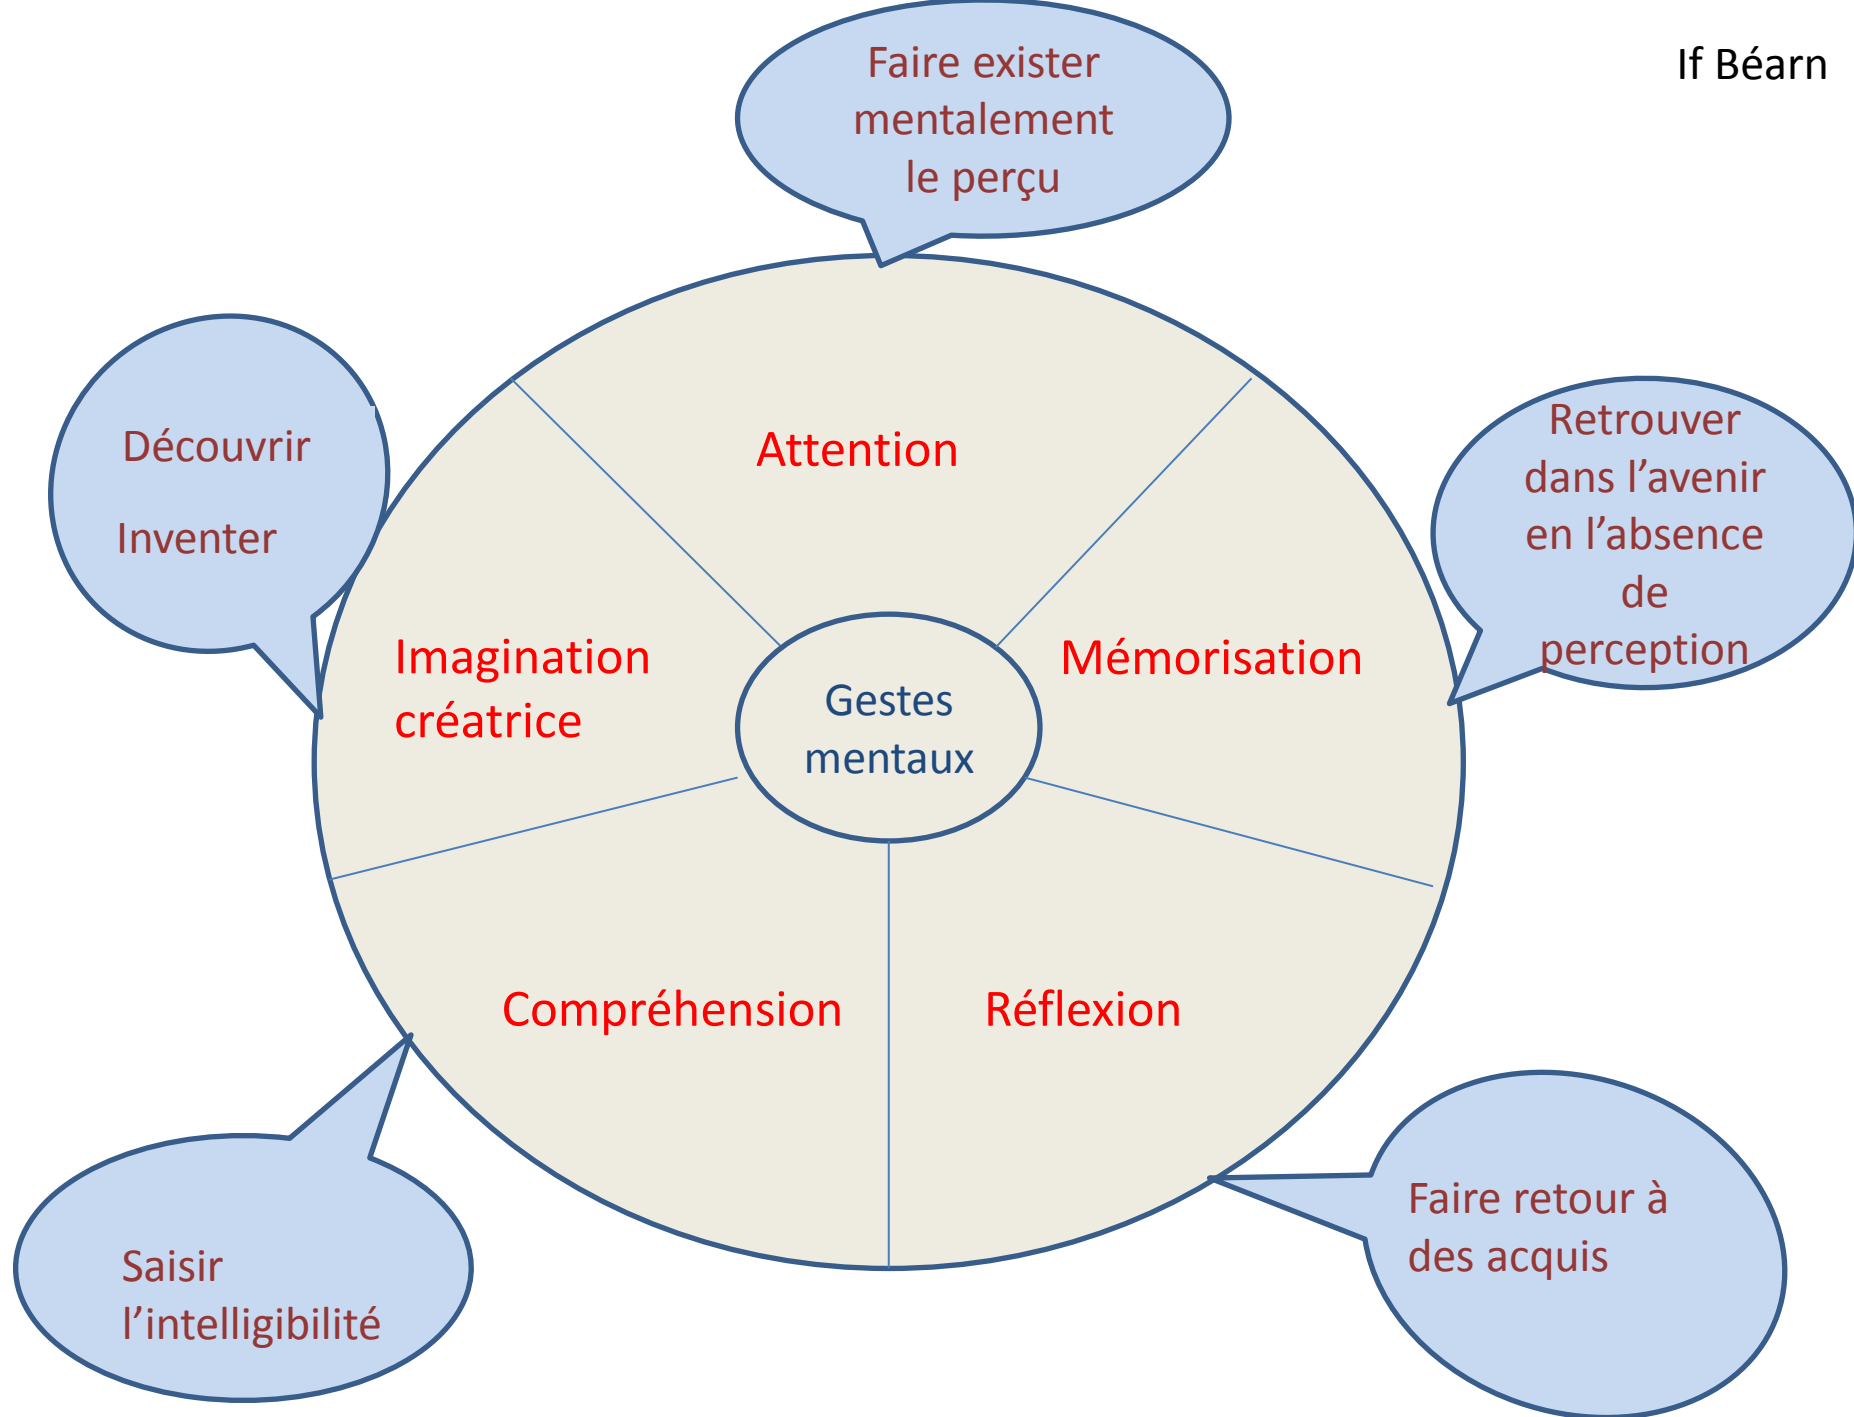 If Béarn
Faire exister
mentalement
le perçu
Découvrir
Inventer
Attention
Retrouver
dans l’avenir
en l’absence
de
perception
Imagination
créatrice
Mémorisation
Gestes
mentaux
Compréhension
Réflexion
Saisir
l’intelligibilité
Faire retour à
des acquis